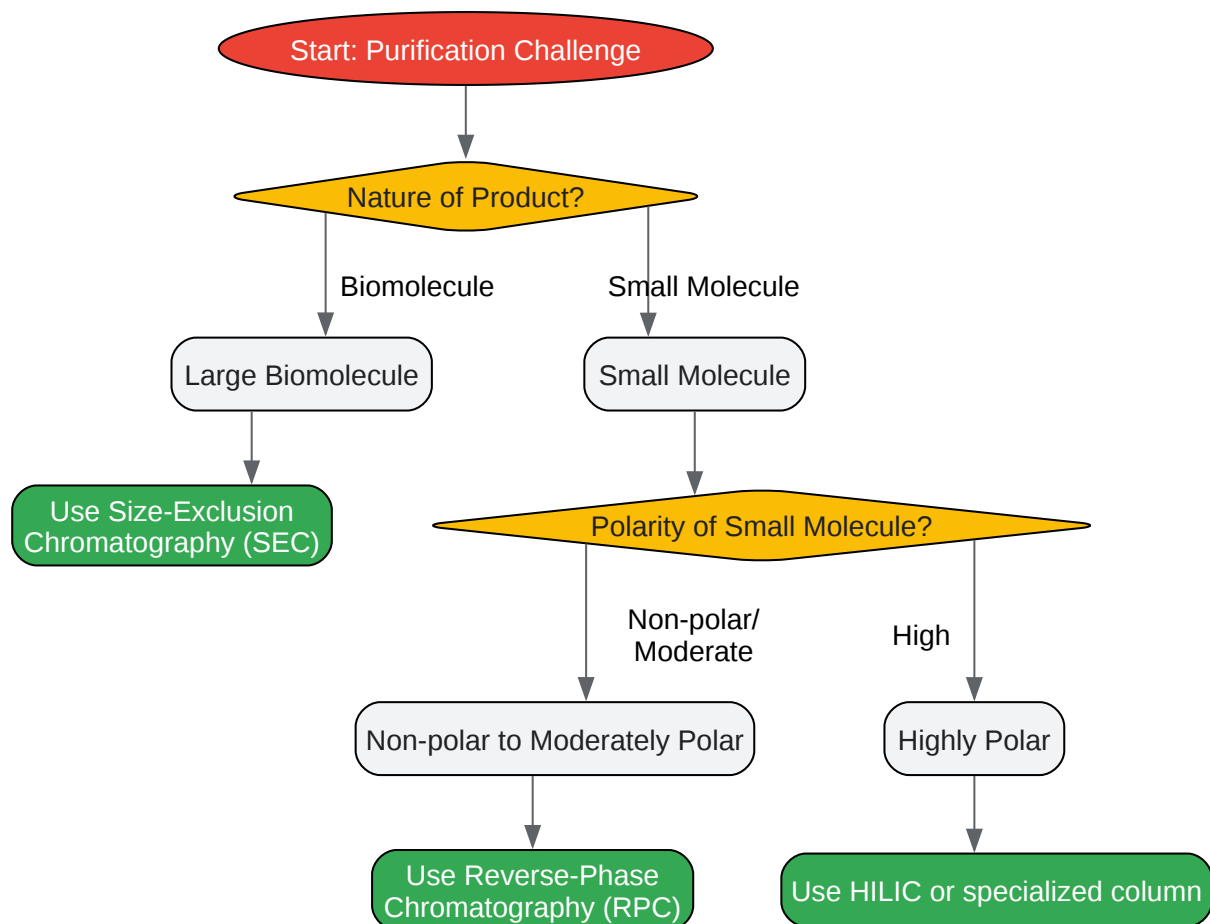 Start: Purification Challenge
Nature of Product?
Biomolecule
Small Molecule
Large Biomolecule
Small Molecule
Use Size-Exclusion
Chromatography (SEC)
Polarity of Small Molecule?
Non-polar/
Moderate
High
Non-polar to Moderately Polar
Highly Polar
Use Reverse-Phase
Chromatography (RPC)
Use HILIC or specialized column